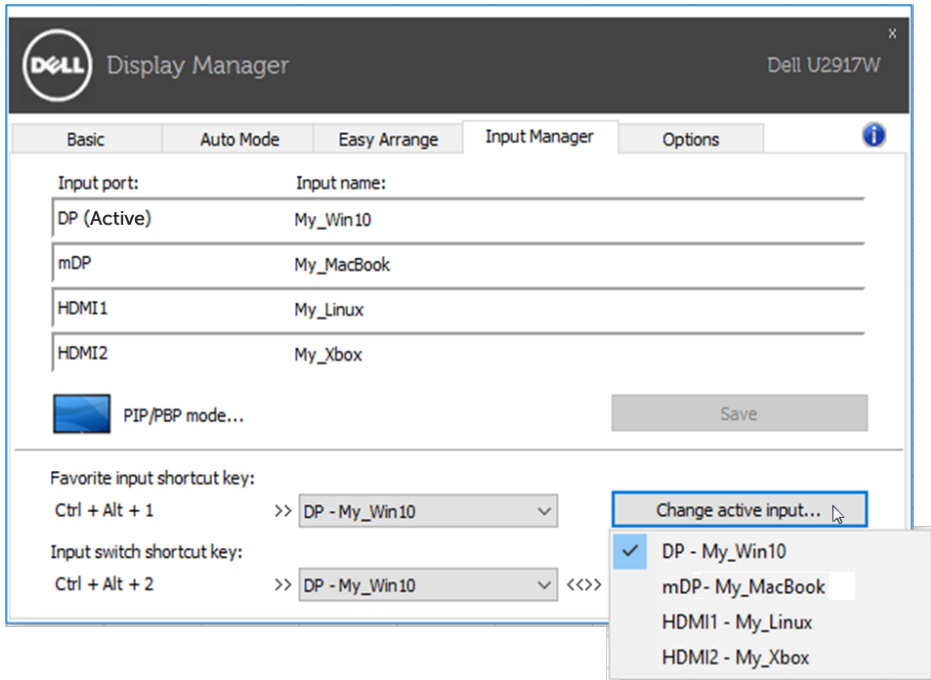 DELL Display Manager
Dell U2917W
x
Basic Auto Mode Easy Arrange Input Manager Options i
Input port: Input name:
DP (Active) My_Win10
mDP My_MacBook
HDMI1 My_Linux
HDMI2 My_Xbox
PIP/PBP mode... Save
Favorite input shortcut key:
Ctrl + Alt + 1 >> DP - My_Win10 Change active input...
Input switch shortcut key:
Ctrl + Alt + 2 >> DP - My_Win10 <<>>
DP - My_Win10
mDP- My_MacBook
HDMI1 - My_Linux
HDMI2 - My_Xbox